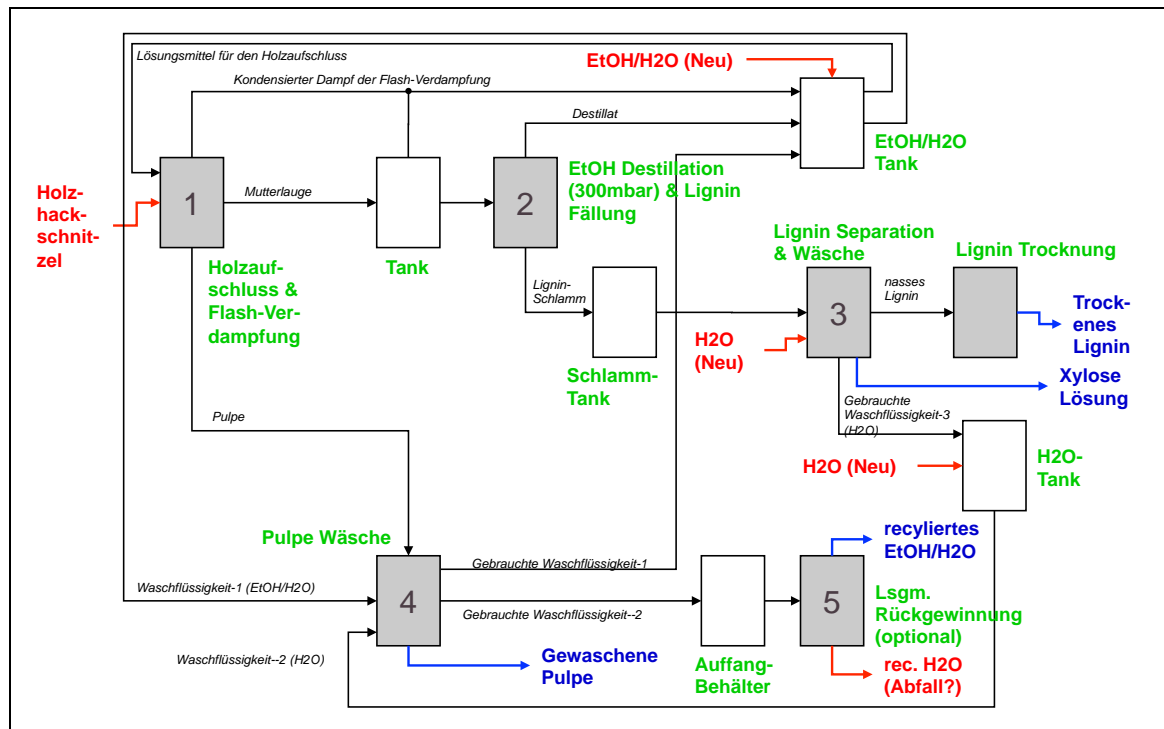 Lösungsmittel für den Holzaufschluss
EtOH/H2O (Neu)
Kondensierter Dampf der Flash-Verdampfung
Destillat
EtOH/H2O
Tank
Holz-
hack-
schnit-
zel
1
Mutterlauge
2
EtOH Destillation
(300mbar) & Lignin
Fällung
Holzauf-
schluss &
Flash-Ver-
dampfung
Tank
Lignin-
Schlamm
Schlamm-
Tank
Lignin Separation
& Wäsche
Lignin Trocknung
3
nasses
Lignin
H2O
(Neu)
Trock-
enes
Lignin
Xylose
Lösung
Gebrauchte
Waschflüssigkeit-3
(H2O)
H2O (Neu)
H2O-
Tank
Pulpe
Pulpe Wäsche
4
Waschflüssigkeit-1 (EtOH/H2O)
Waschflüssigkeit--2 (H2O)
Gebrauchte Waschflüssigkeit-1
Gebrauchte Waschflüssigkeit--2
Gewaschene
Pulpe
Auffang-
Behälter
recyliertes
EtOH/H2O
5
Lsgm.
Rückgewinnung
(optional)
rec. H2O
(Abfall?)